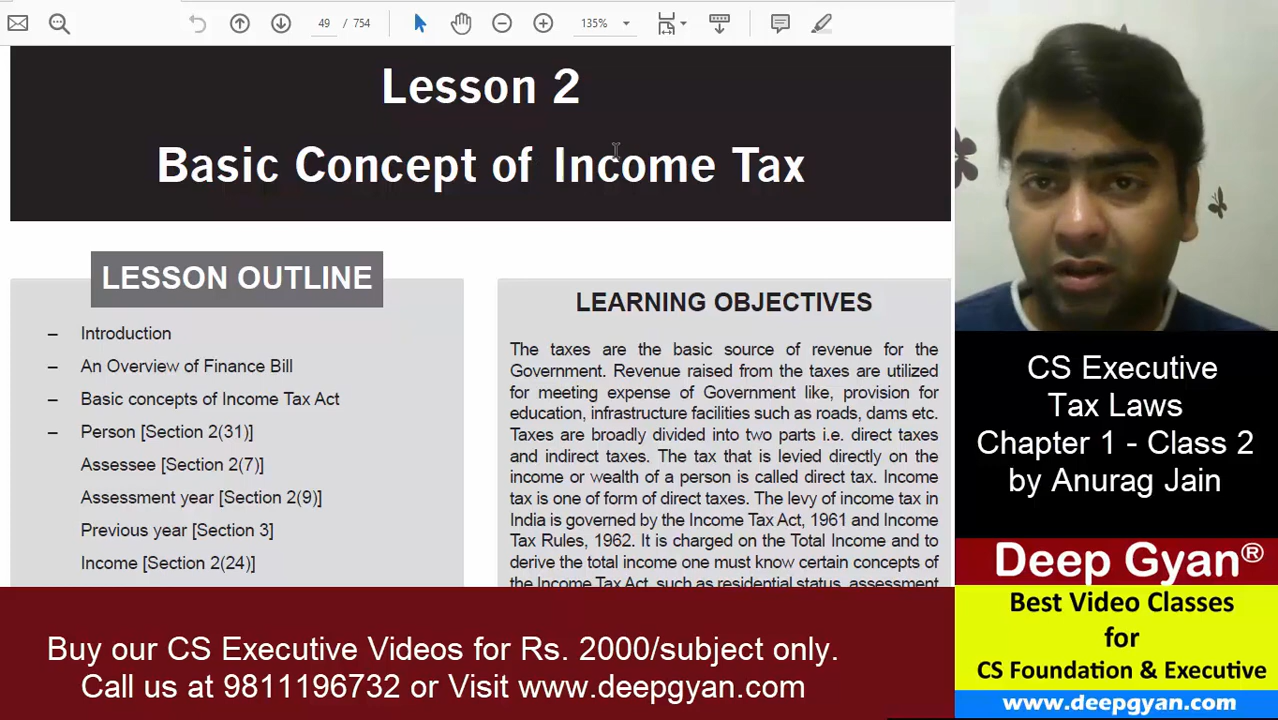 49 / 754
135%
Lesson 2
Basic Concept of Income Tax
LESSON OUTLINE
– Introduction
– An Overview of Finance Bill
– Basic concepts of Income Tax Act
– Person [Section 2(31)]
Assessee [Section 2(7)]
Assessment year [Section 2(9)]
Previous year [Section 3]
Income [Section 2(24)]
LEARNING OBJECTIVES
The taxes are the basic source of revenue for the
Government. Revenue raised from the taxes are utilized
for meeting expense of Government like, provision for
education, infrastructure facilities such as roads, dams etc.
Taxes are broadly divided into two parts i.e. direct taxes
and indirect taxes. The tax that is levied directly on the
income or wealth of a person is called direct tax. Income
tax is one of form of direct taxes. The levy of income tax in
India is governed by the Income Tax Act, 1961 and Income
Tax Rules, 1962. It is charged on the Total Income and to
derive the total income one must know certain concepts of
the Income Tax Act, such as residential status, assessment
CS Executive
Tax Laws
Chapter 1 - Class 2
by Anurag Jain
Deep Gyan®
Best Video Classes
for
CS Foundation & Executive
www.deepgyan.com
Buy our CS Executive Videos for Rs. 2000/subject only.
Call us at 9811196732 or Visit www.deepgyan.com